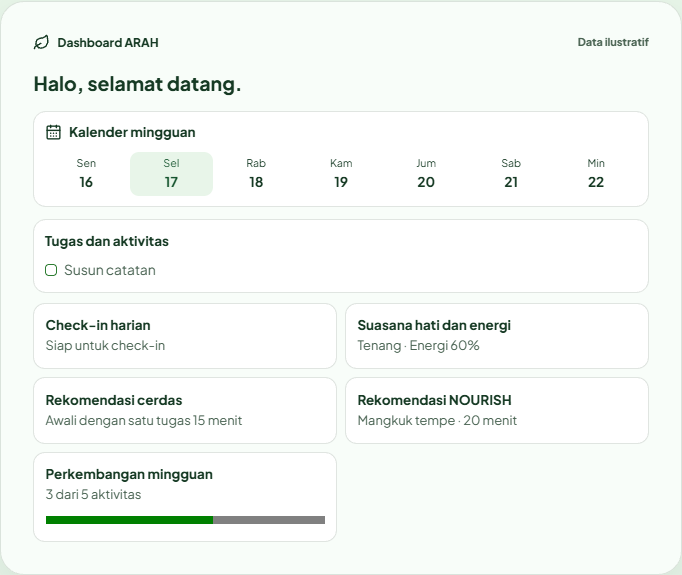 Dashboard ARAH
Data ilustratif
Halo, selamat datang.
Kalender mingguan
Sen Sel Rab Kam Jum Sab Min
16 17 18 19 20 21 22
Tugas dan aktivitas
Susun catatan
Check-in harian
Siap untuk check-in
Suasana hati dan energi
Tenang · Energi 60%
Rekomendasi cerdas
Awali dengan satu tugas 15 menit
Rekomendasi NOURISH
Mangkuk tempe · 20 menit
Perkembangan mingguan
3 dari 5 aktivitas